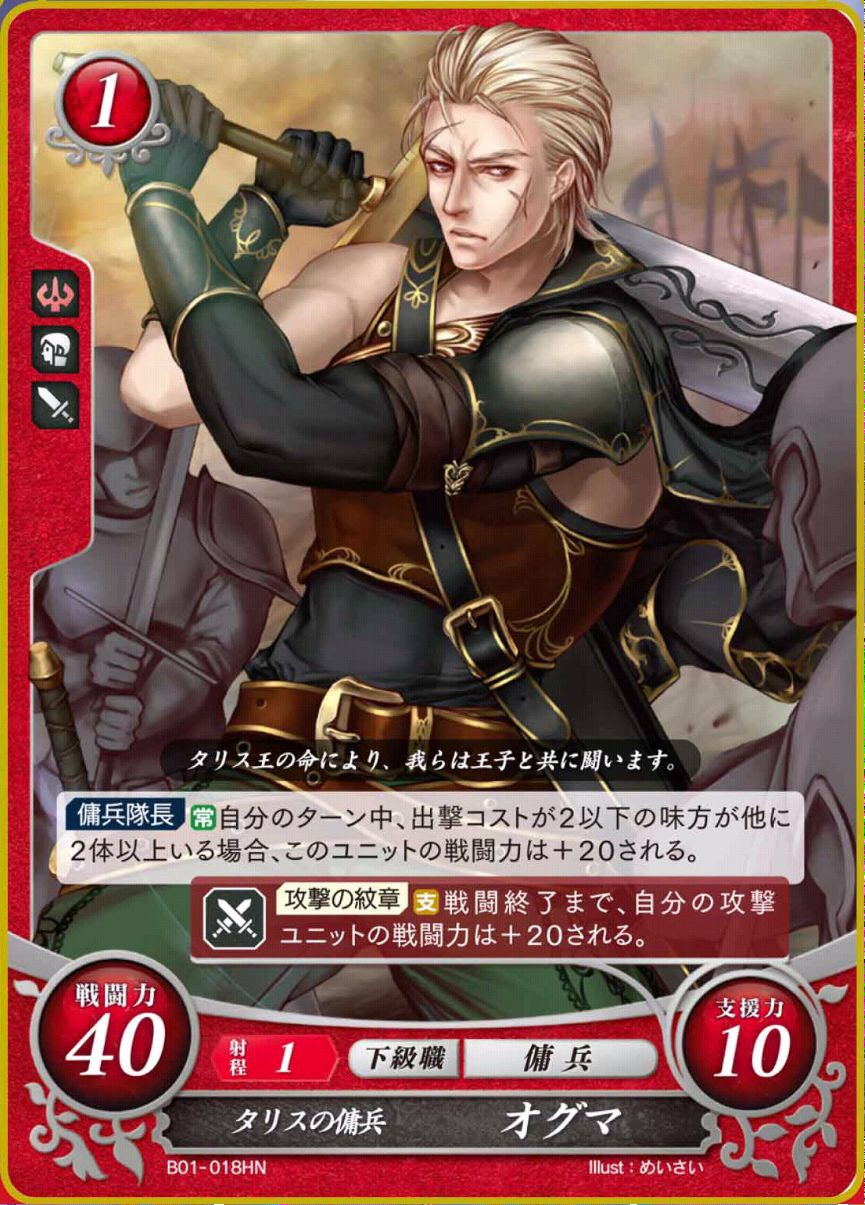 1
タリス王の命により、我らは王子と共に闘います。
傭兵隊長 常 自分のターン中、出撃コストが2以下の味方が他に
2体以上いる場合、このユニットの戦闘力は＋20される。
攻撃の紋章 支 戦闘終了まで、自分の攻撃
ユニットの戦闘力は＋20される。
戦闘力
40
射程 1 下級職 傭兵
支援力
10
タリスの傭兵 オグマ
B01-018HN Illust：めいさい